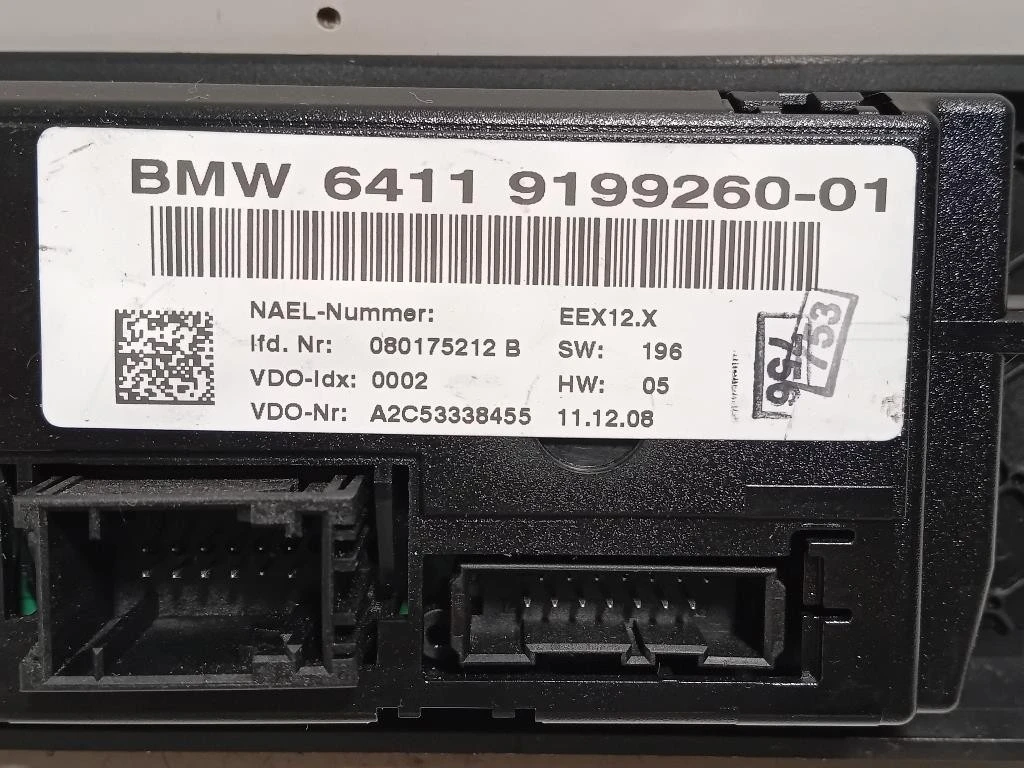 BMW 6411 9199260-01
NAEL-Nummer: EEX12.X
lfd. Nr: 080175212 B SW: 196
VDO-Idx: 0002 HW: 05
VDO-Nr: A2C53338455 11.12.08
753